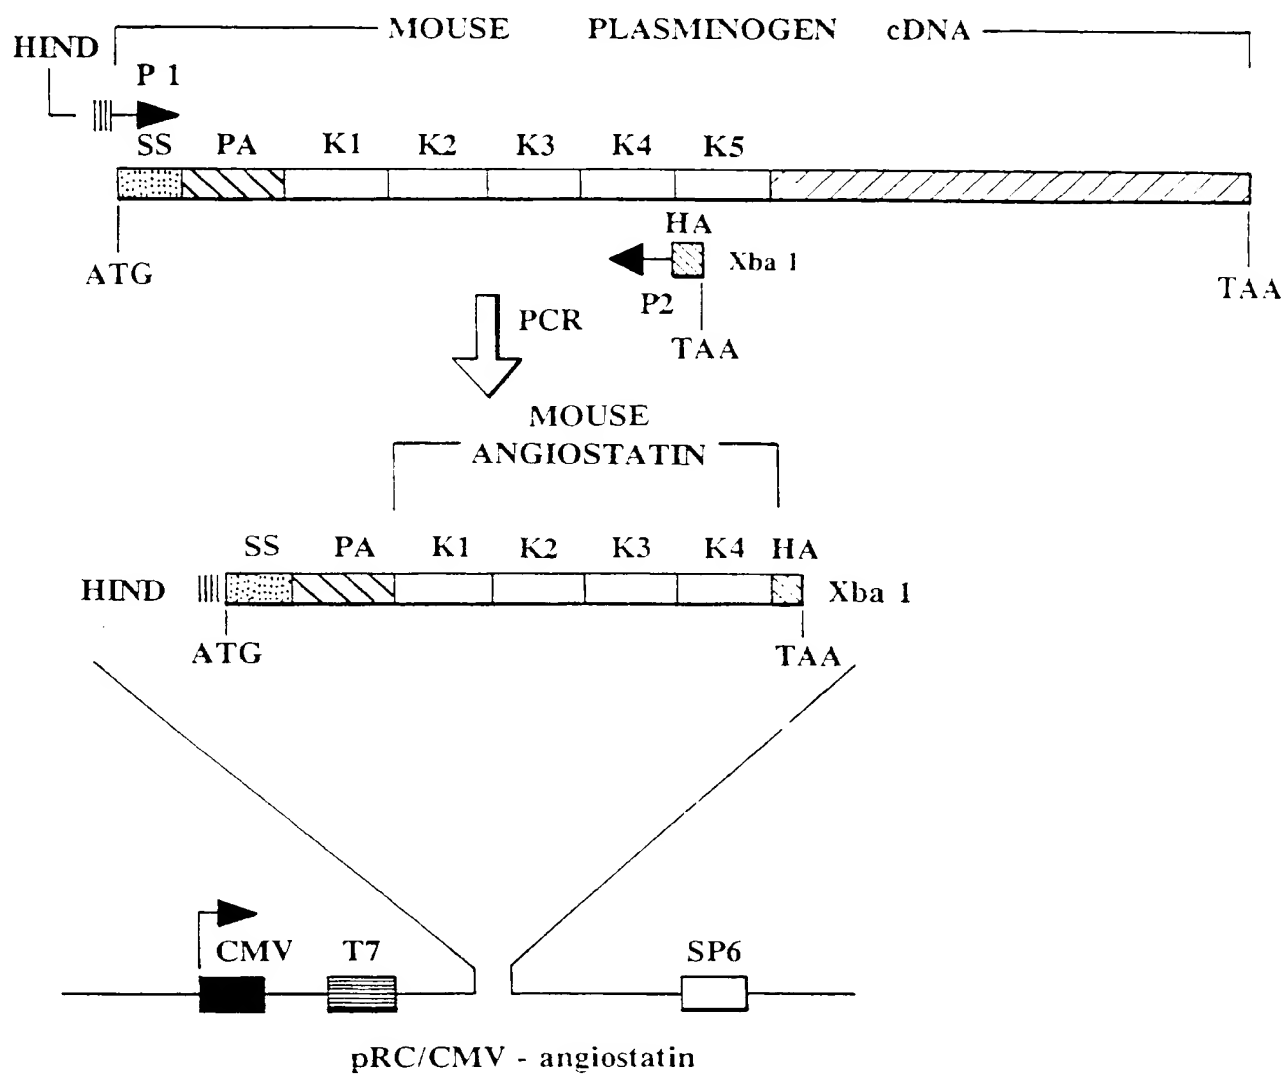 MOUSE PLASMINOGEN cDNA
HIND
P 1
SS PA K1 K2 K3 K4 K5
HA
Xba 1
ATG
P2
TAA
TAA
PCR
MOUSE
ANGIOSTATIN
SS PA K1 K2 K3 K4 HA
HIND
Xba 1
ATG
TAA
CMV T7 SP6
pRC/CMV - angiostatin